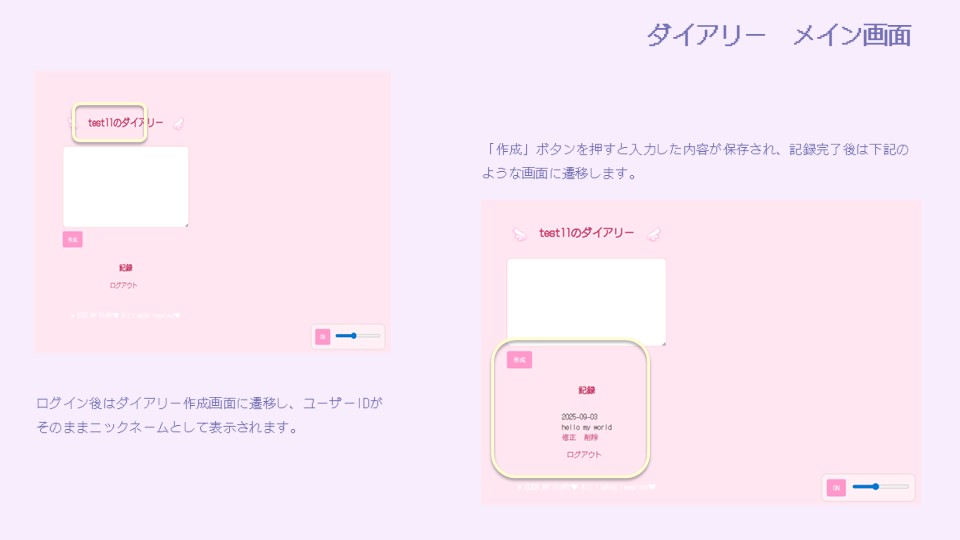 ダイアリー　メイン画面
test11のダイアリー
作成
記録
ログアウト
ON
ログイン後はダイアリー作成画面に遷移し、ユーザーIDが
そのままニックネームとして表示されます。
「作成」ボタンを押すと入力した内容が保存され、記録完了後は下記の
ような画面に遷移します。
test11のダイアリー
作成
記録
2025-09-03
hello my world
修正　削除
ログアウト
ON